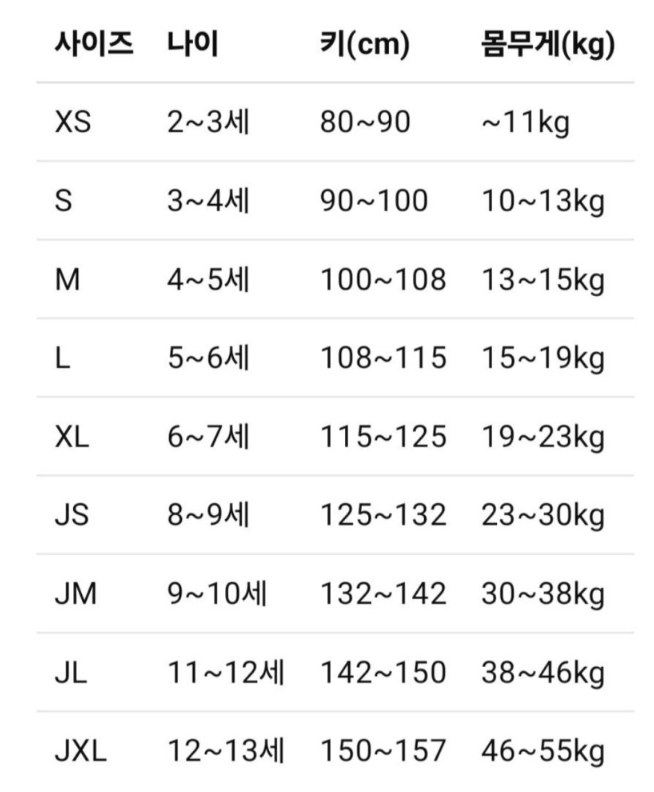 사이즈 나이 키(cm) 몸무게(kg)
XS 2~3세 80~90 ~11kg
S 3~4세 90~100 10~13kg
M 4~5세 100~108 13~15kg
L 5~6세 108~115 15~19kg
XL 6~7세 115~125 19~23kg
JS 8~9세 125~132 23~30kg
JM 9~10세 132~142 30~38kg
JL 11~12세 142~150 38~46kg
JXL 12~13세 150~157 46~55kg